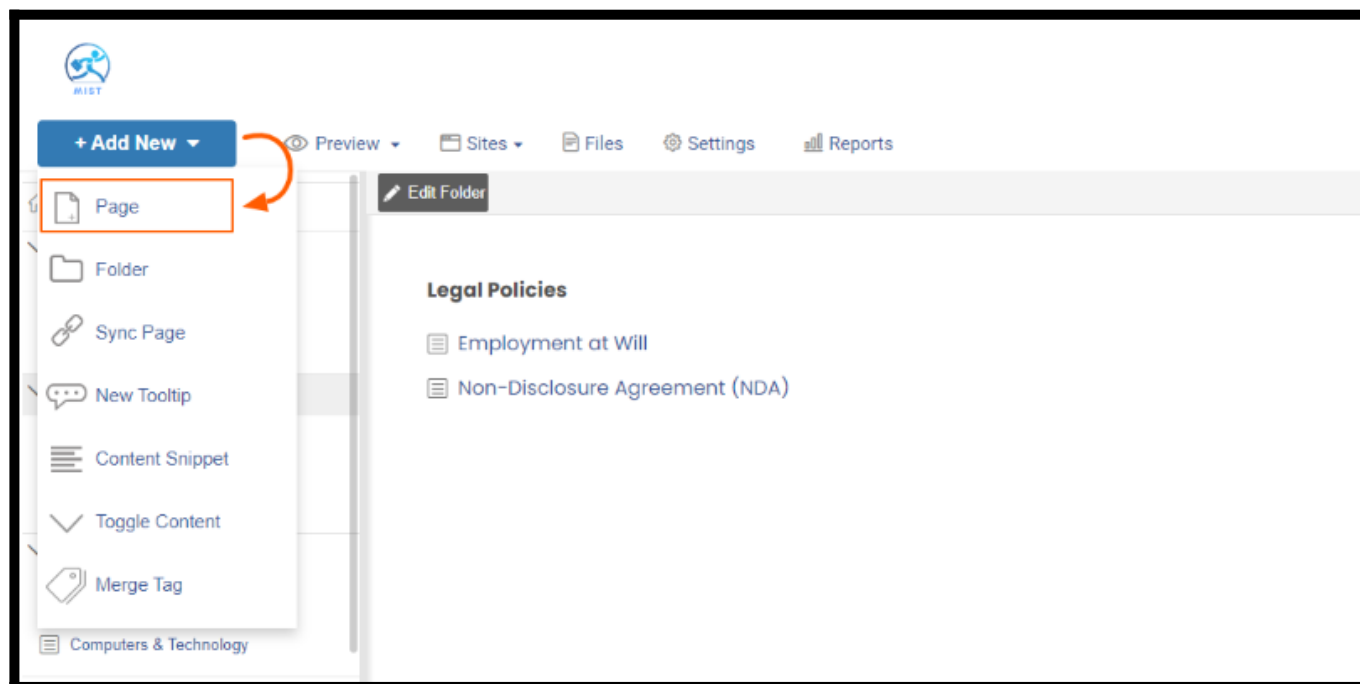 MIST
+ Add New
Preview
Sites
Files
Settings
Reports
Page
Edit Folder
Folder
Legal Policies
Sync Page
Employment at Will
New Tooltip
Non-Disclosure Agreement (NDA)
Content Snippet
Toggle Content
Merge Tag
Computers & Technology